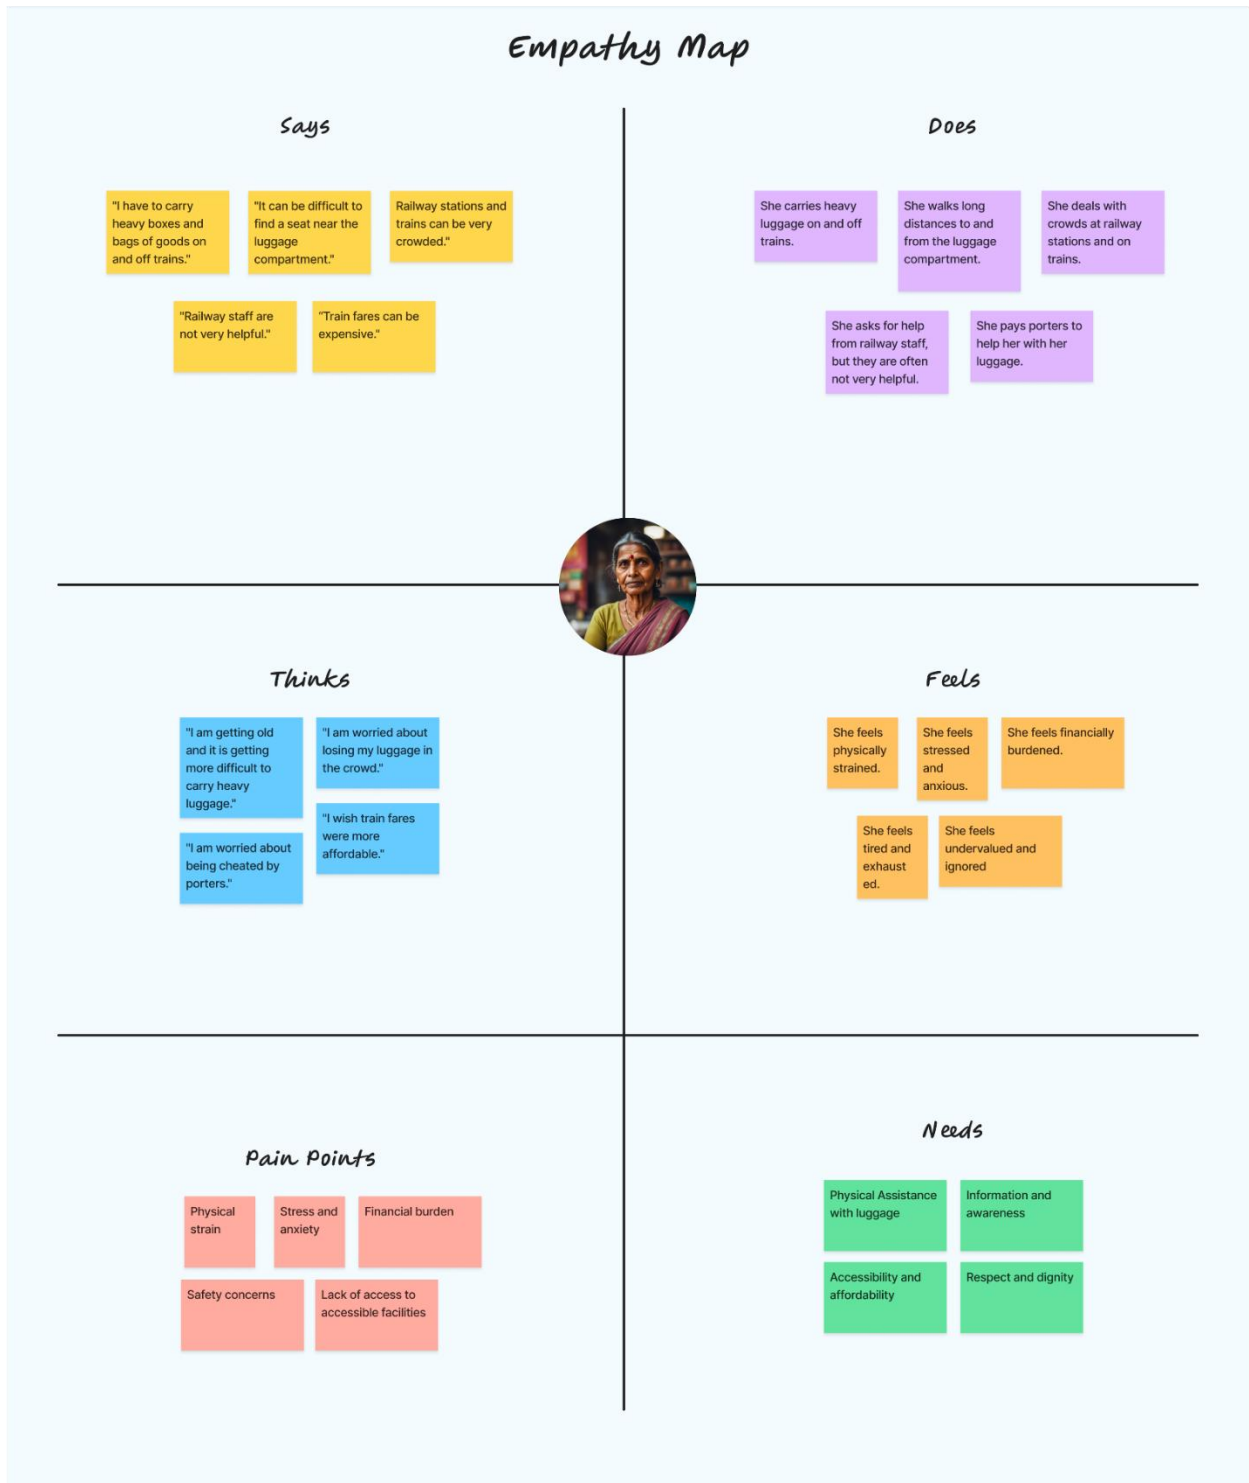 Empathy Map
Says
"I have to carry
heavy boxes and
bags of goods on
and off trains."
"It can be difficult to
find a seat near the
luggage
compartment."
Railway stations and
trains can be very
crowded."
"Railway staff are
not very helpful."
"Train fares can be
expensive."
Does
She carries heavy
luggage on and off
trains.
She walks long
distances to and
from the luggage
compartment.
She deals with
crowds at railway
stations and on
trains.
She asks for help
from railway staff,
but they are often
not very helpful.
She pays porters to
help her with her
luggage.
Thinks
"I am getting old
and it is getting
more difficult to
carry heavy
luggage."
"I am worried about
losing my luggage in
the crowd."
"I wish train fares
were more
affordable."
"I am worried about
being cheated by
porters."
Feels
She feels
physically
strained.
She feels
stressed
and
anxious.
She feels financially
burdened.
She feels
tired and
exhaust
ed.
She feels
undervalued and
ignored
Pain Points
Physical
strain
Stress and
anxiety
Financial burden
Safety concerns
Lack of access to
accessible facilities
Needs
Physical Assistance
with luggage
Information and
awareness
Accessibility and
affordability
Respect and dignity